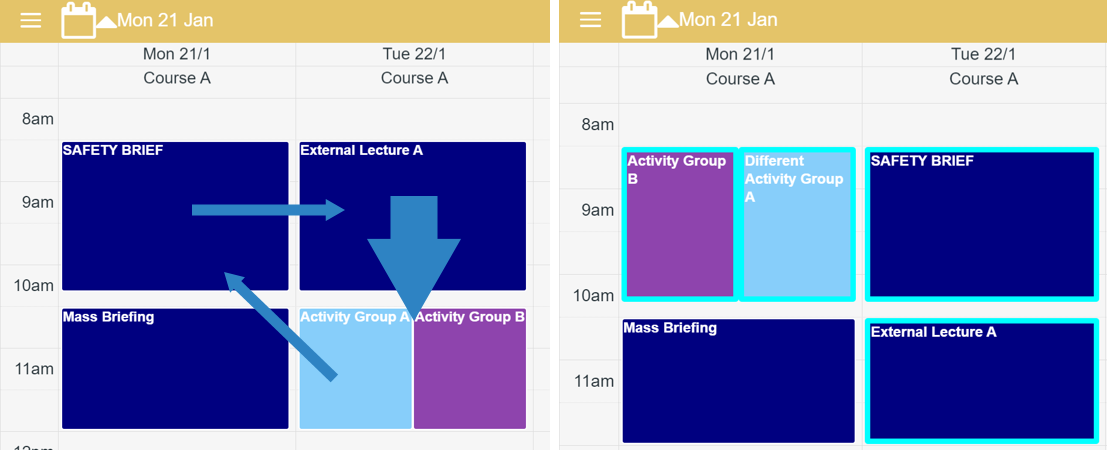 Mon 21 Jan
Mon 21/1
Tue 22/1
Course A
Course A
8am
SAFETY BRIEF
External Lecture A
9am
10am
Mass Briefing
Activity Group A
Activity Group B
11am
Mon 21 Jan
Mon 21/1
Tue 22/1
Course A
Course A
8am
Activity Group
B
Different
Activity Group
A
SAFETY BRIEF
9am
10am
Mass Briefing
External Lecture A
11am